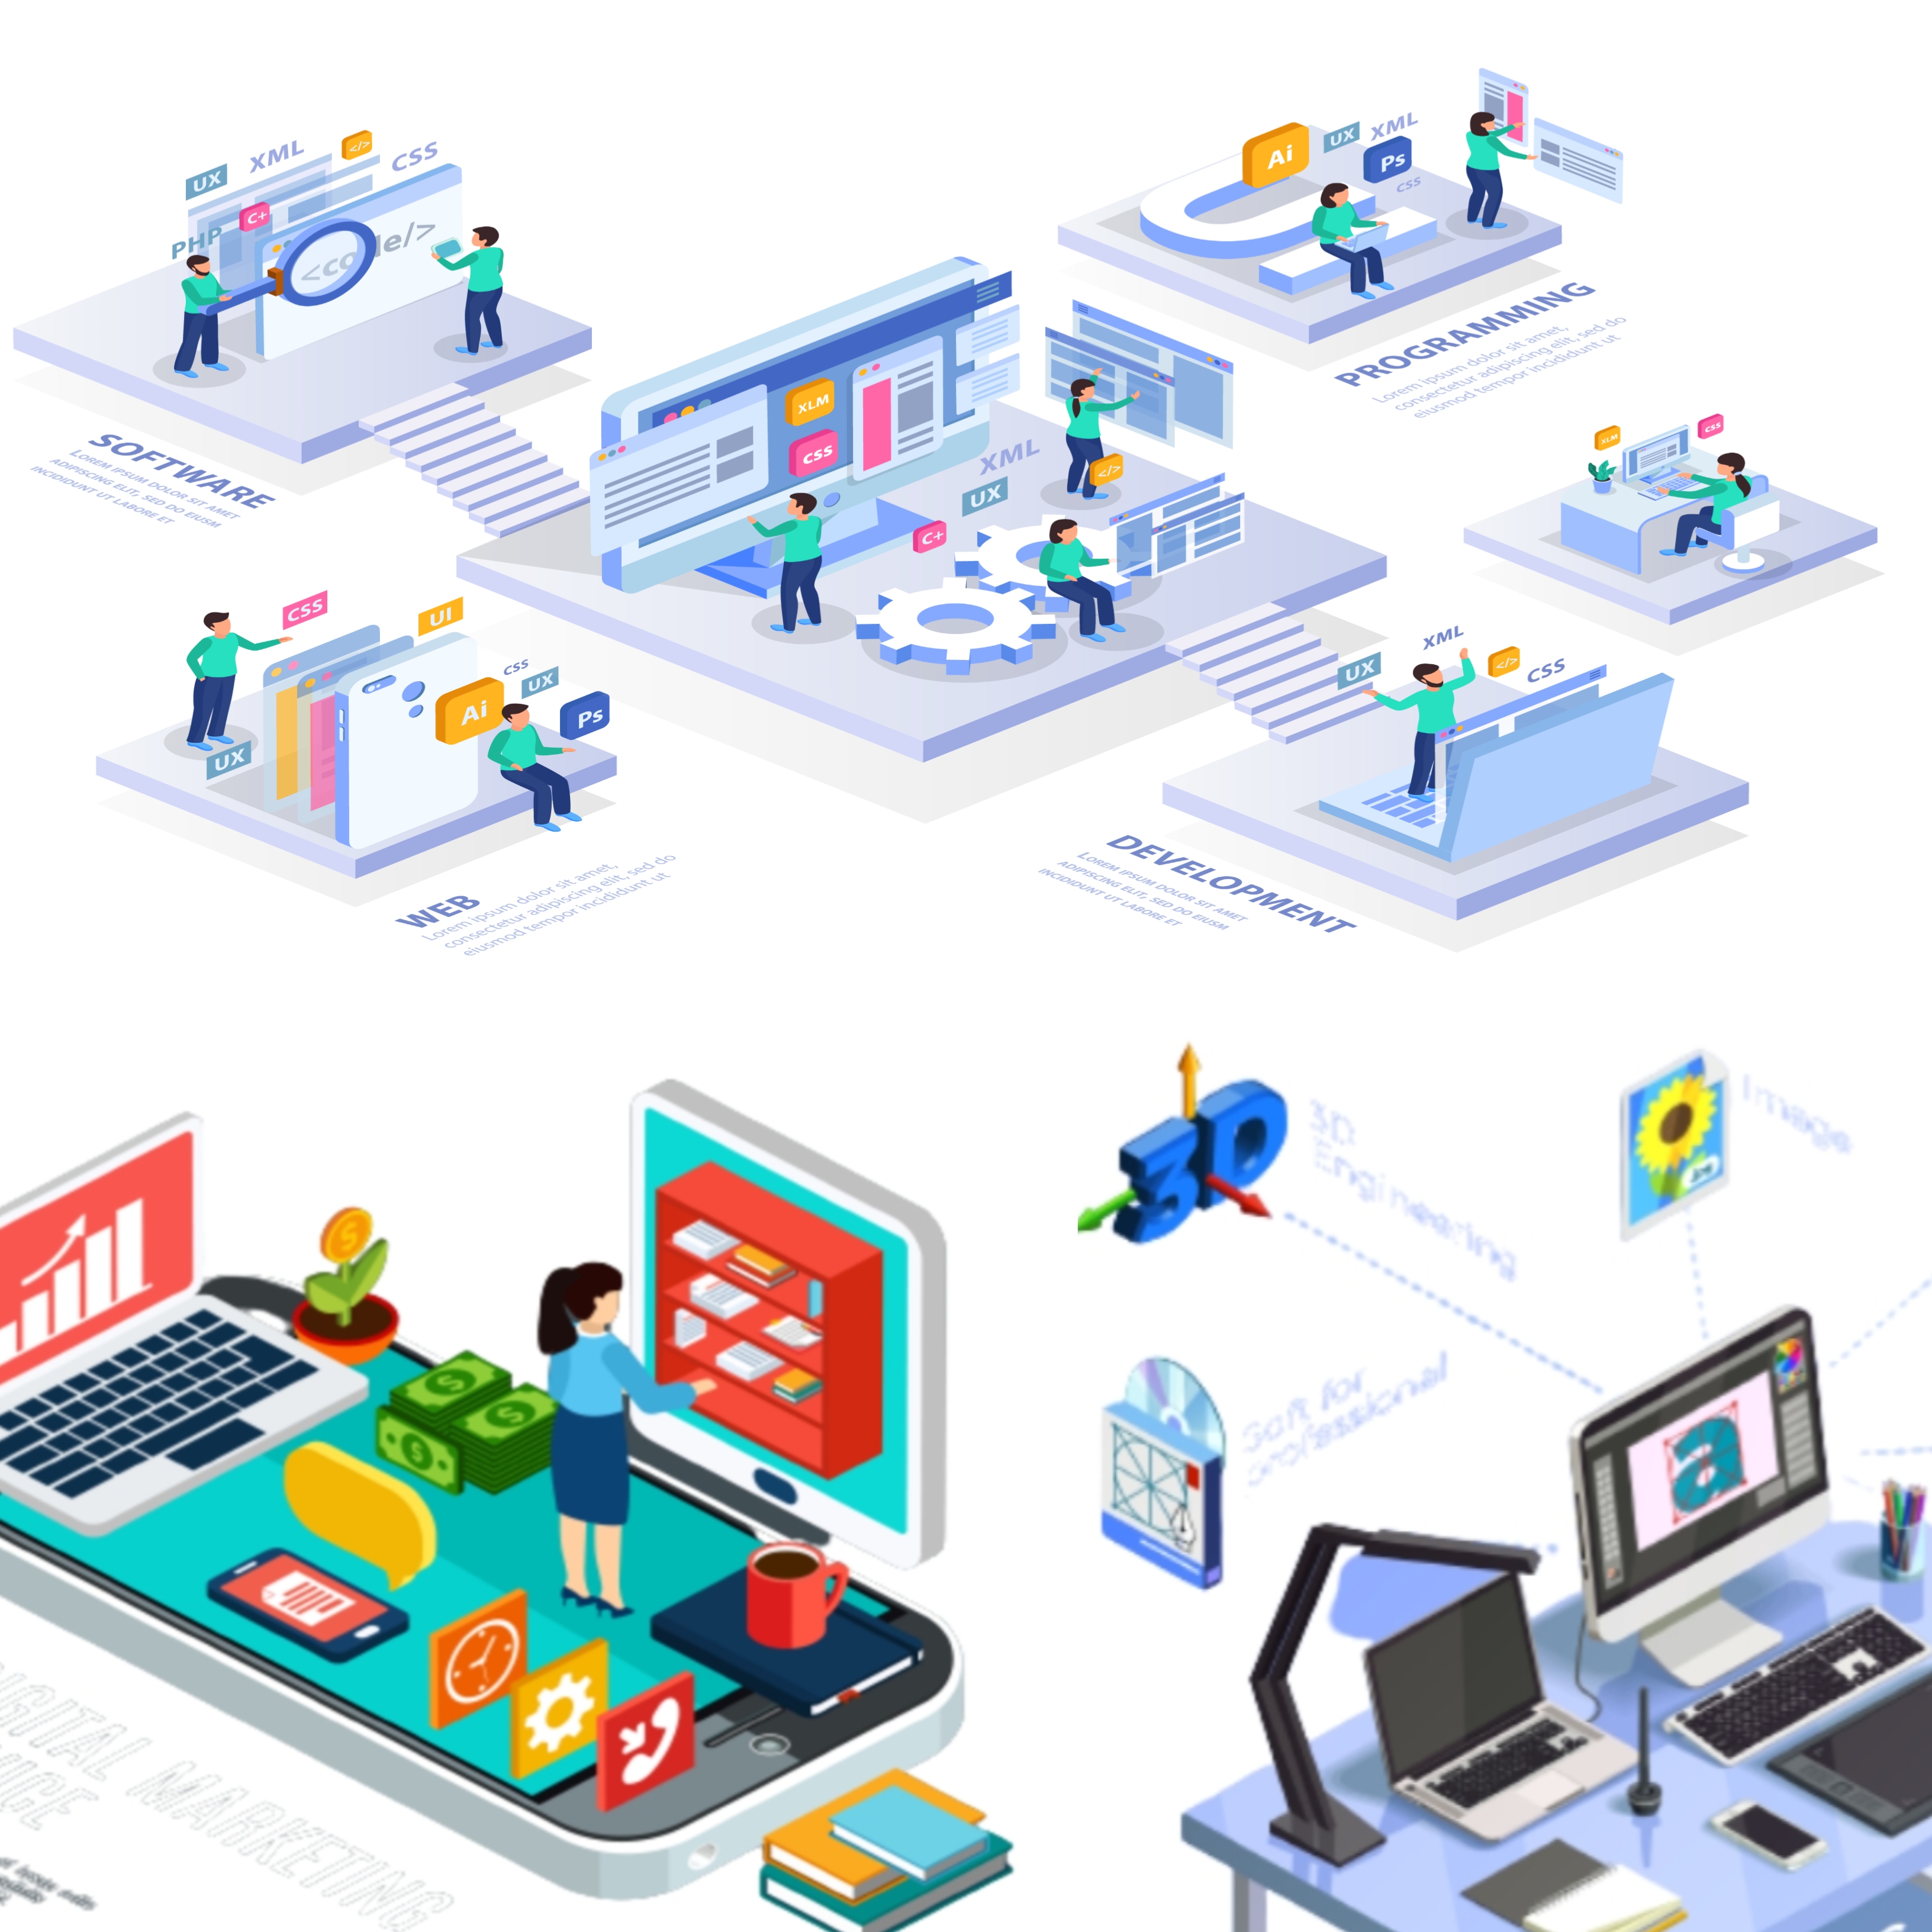 UX
XML
</>
CSS
C+
PHP
<code/>
SOFTWARE
LOREM IPSUM DOLOR SIT AMET
ADIPISCING ELIT, SED DO EIUSM
INCIDIDUNT UT LABORE ET
Ai
UX
XML
Ps
CSS
PROGRAMMING
Lorem ipsum dolor sit amet,
consectetur adipiscing elit, sed do
eiusmod tempor incididunt ut
XLM
CSS
XML
UX
C+
</>
XLM
CSS
CSS
UI
CSS
UX
Ai
Ps
UX
WEB
Lorem ipsum dolor sit amet,
consectetur adipiscing elit, sed do
eiusmod tempor incididunt ut
UX
XML
</>
CSS
DEVELOPMENT
LOREM IPSUM DOLOR SIT AMET
ADIPISCING ELIT, SED DO EIUSM
INCIDIDUNT UT LABORE ET
$
$
$
$
DIGITAL MARKETING
3D
3D
Engineering
Image
Soft for
professional
a